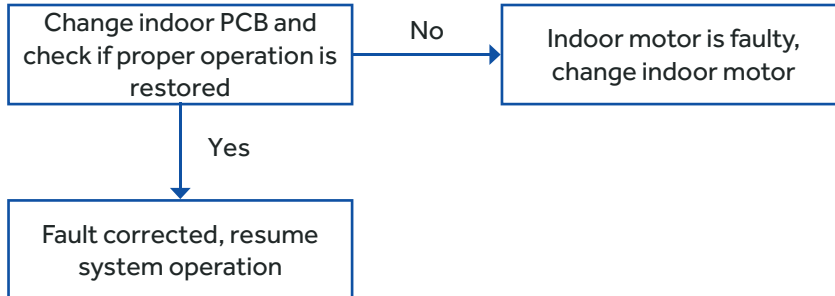 Change indoor PCB and
check if proper operation is
restored
No
Indoor motor is faulty,
change indoor motor
Yes
Fault corrected, resume
system operation